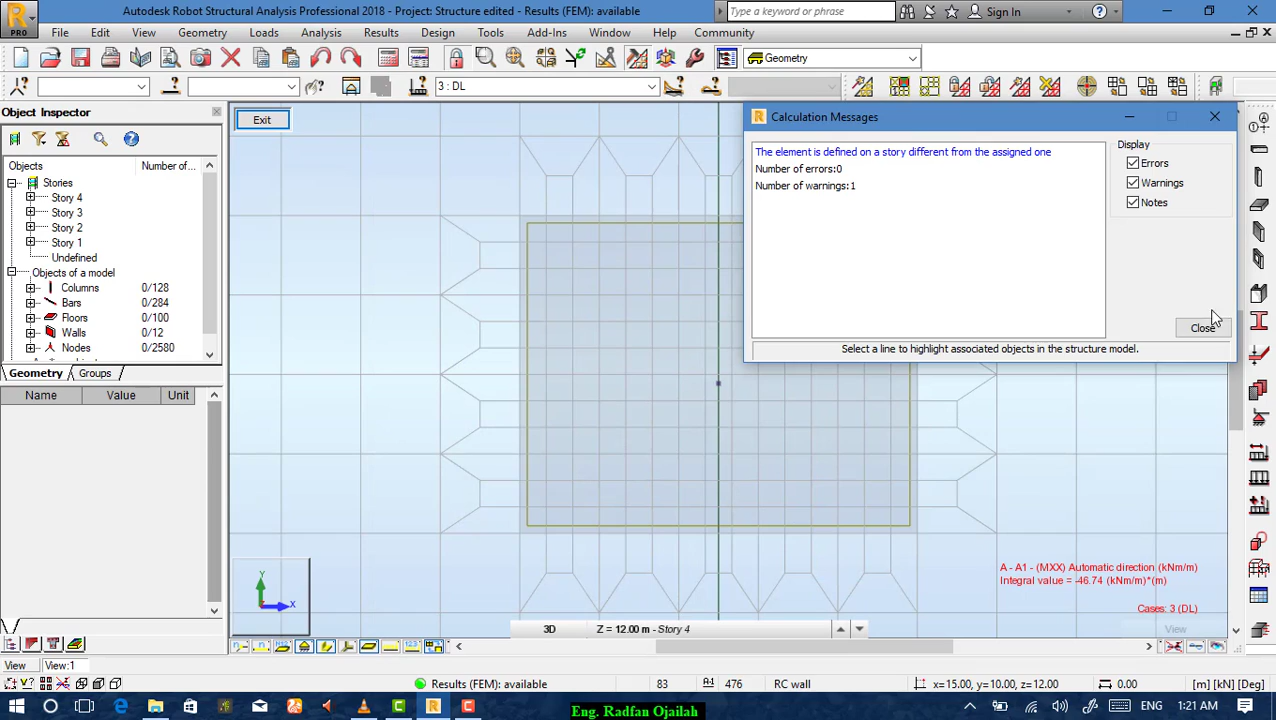 PRO
Autodesk Robot Structural Analysis Professional 2018 - Project: Structure edited - Results (FEM): available
Type a keyword or phrase
Sign In
File Edit View Geometry Loads Analysis Results Design Tools Add-Ins Window Help Community
Geometry
3 : DL
Object Inspector
Exit
Objects Number of...
Stories
Story 4
Story 3
Story 2
Story 1
Undefined
Objects of a model
Columns 0/128
Bars 0/284
Floors 0/100
Walls 0/12
Nodes 0/2580
Geometry Groups
Name Value Unit
Calculation Messages
The element is defined on a story different from the assigned one
Number of errors:0
Number of warnings:1
Display
Errors
Warnings
Notes
Close
Select a line to highlight associated objects in the structure model.
A - A1 - (MXX) Automatic direction (kNm/m)
Integral value = -46.74 (kNm/m)*(m)
Cases: 3 (DL)
Y
X
3D Z = 12.00 m - Story 4
View
View View:1
Results (FEM): available 83 476 RC wall x=15.00, y=10.00, z=12.00 0.00 [m] [kN] [Deg]
Eng. Radfan Ojailah
ENG 1:21 AM